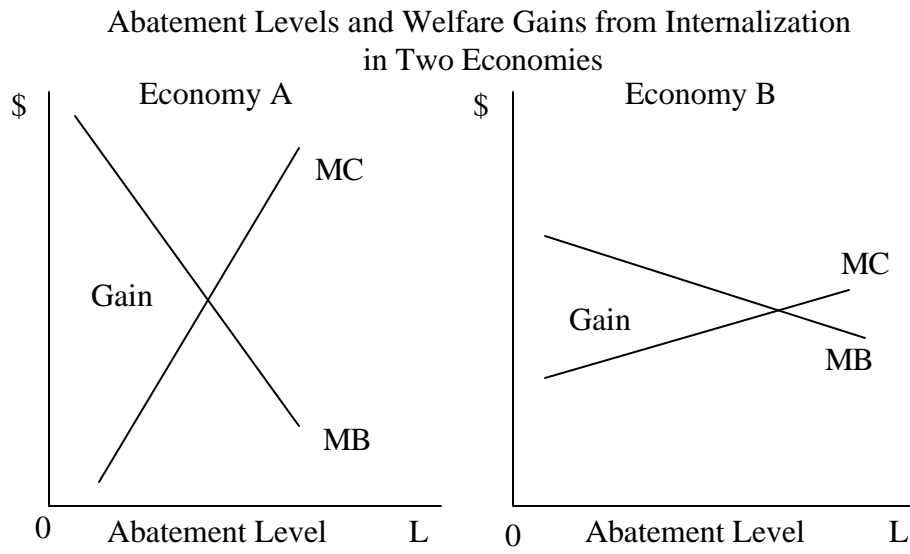 Abatement Levels and Welfare Gains from Internalization
in Two Economies
Economy A
$
MC
Gain
MB
0
Abatement Level
L
Economy B
$
MC
Gain
MB
0
Abatement Level
L